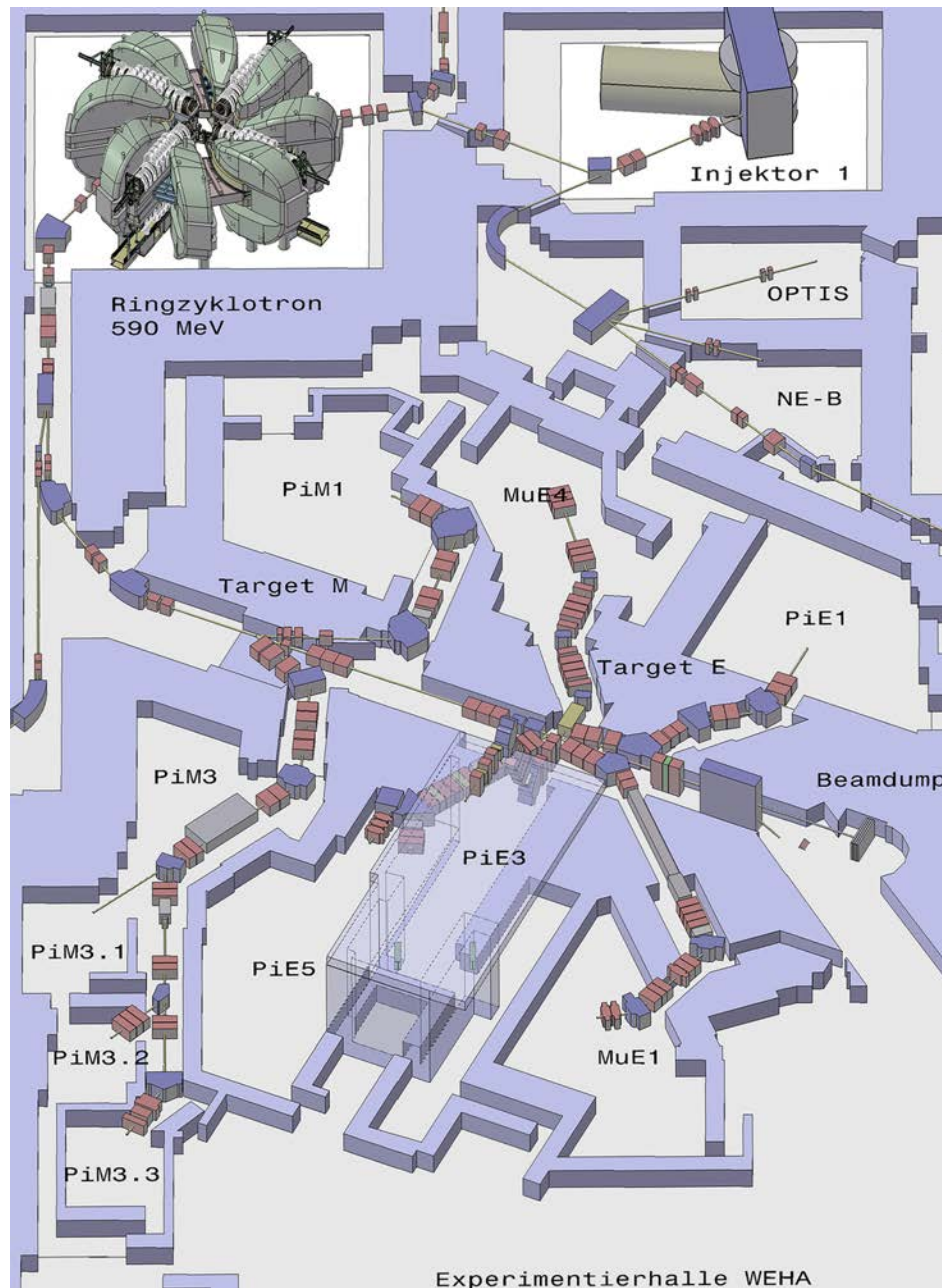 Injektor 1
Ringzyklotron
590 MeV
OPTIS
NE-B
PiM1
MuE4
Target M
PiE1
Target E
PiM3
Beamdump
PiE3
PiM3.1
PiE5
PiM3.2
MuE1
PiM3.3
Experimentierhalle WEHA